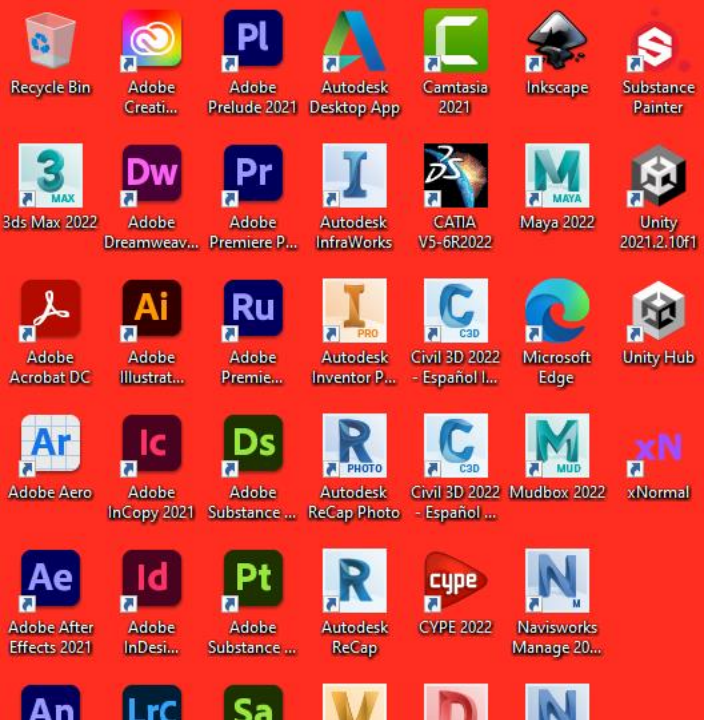 Recycle Bin
Adobe
Creati...
Pl
Adobe
Prelude 2021
Autodesk
Desktop App
Camtasia
2021
Inkscape
Substance
Painter
3
MAX
3ds Max 2022
Dw
Adobe
Dreamweav...
Pr
Adobe
Premiere P...
I
Autodesk
InfraWorks
CATIA
V5-6R2022
M
MAYA
Maya 2022
Unity
2021.2.10f1
Adobe
Acrobat DC
Ai
Adobe
Illustrat...
Ru
Adobe
Premie...
I
PRO
Autodesk
Inventor P...
C
C3D
Civil 3D 2022
- Español I...
Microsoft
Edge
Unity Hub
Ar
Adobe Aero
Ic
Adobe
InCopy 2021
Ds
Adobe
Substance ...
R
PHOTO
Autodesk
ReCap Photo
C
C3D
Civil 3D 2022
- Español ...
M
MUD
Mudbox 2022
xN
xNormal
Ae
Adobe After
Effects 2021
Id
Adobe
InDesi...
Pt
Adobe
Substance ...
R
Autodesk
ReCap
cype
CYPE 2022
N
M
Navisworks
Manage 20...
An
LrC
Sa
V
D
N